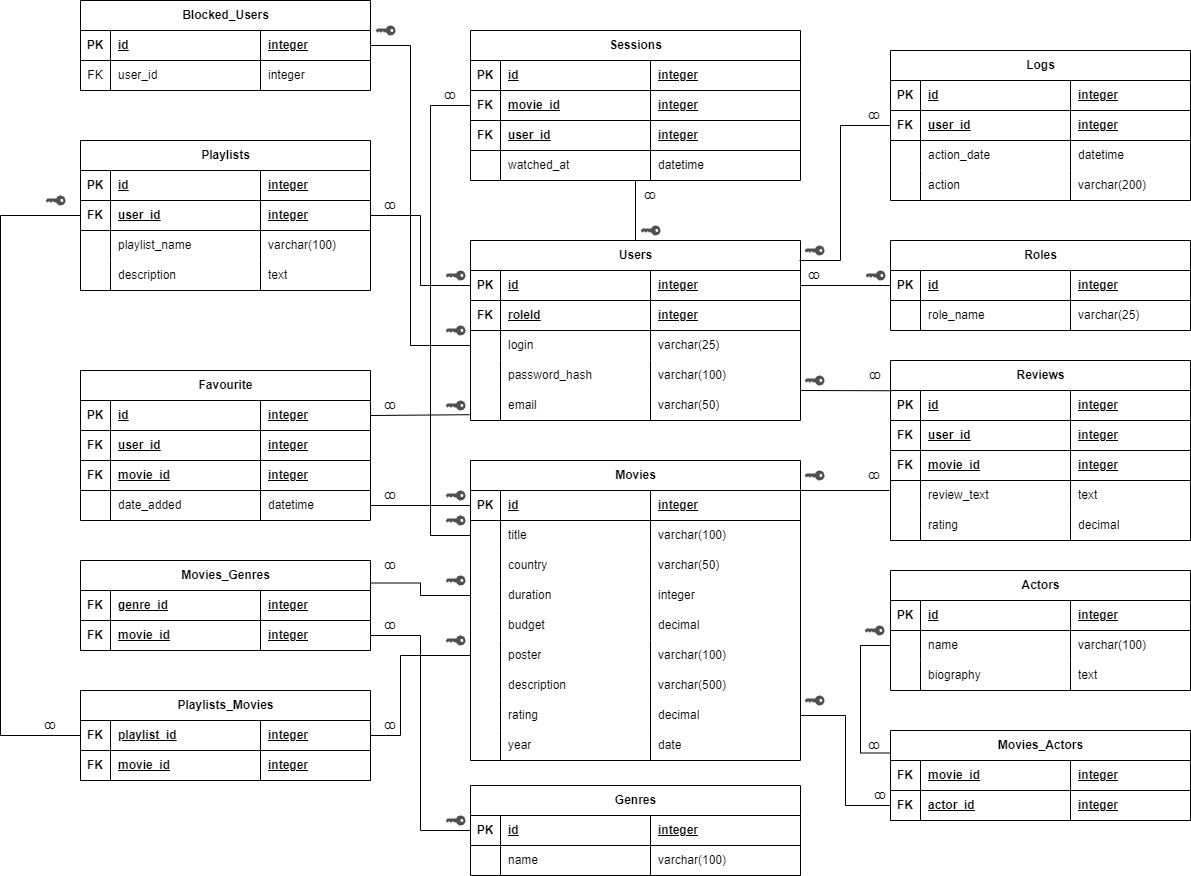 Blocked_Users
PK id integer
FK user_id integer
Playlists
PK id integer
FK user_id integer
playlist_name varchar(100)
description text
Favourite
PK id integer
FK user_id integer
FK movie_id integer
date_added datetime
Movies_Genres
FK genre_id integer
FK movie_id integer
Playlists_Movies
FK playlist_id integer
FK movie_id integer
Sessions
PK id integer
FK movie_id integer
FK user_id integer
watched_at datetime
Users
PK id integer
FK roleId integer
login varchar(25)
password_hash varchar(100)
email varchar(50)
Movies
PK id integer
title varchar(100)
country varchar(50)
duration integer
budget decimal
poster varchar(100)
description varchar(500)
rating decimal
year date
Genres
PK id integer
name varchar(100)
Logs
PK id integer
FK user_id integer
action_date datetime
action varchar(200)
Roles
PK id integer
role_name varchar(25)
Reviews
PK id integer
FK user_id integer
FK movie_id integer
review_text text
rating decimal
Actors
PK id integer
name varchar(100)
biography text
Movies_Actors
FK movie_id integer
FK actor_id integer